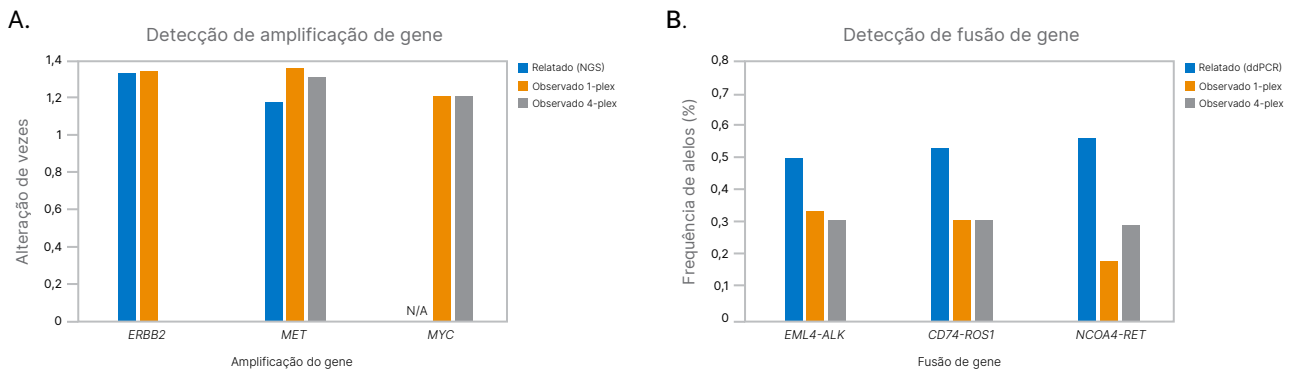 A.
Detecção de amplificação de gene
1,4
1,2
1
0,8
0,6
0,4
0,2
0
Alteração de vezes
N/A
ERBB2
MET
MYC
Amplificação do gene
Relatado (NGS)
Observado 1-plex
Observado 4-plex
B.
Detecção de fusão de gene
0,8
0,7
0,6
0,5
0,4
0,3
0,2
0,1
0
Frequência de alelos (%)
EML4-ALK
CD74-ROS1
NCOA4-RET
Fusão de gene
Relatado (ddPCR)
Observado 1-plex
Observado 4-plex